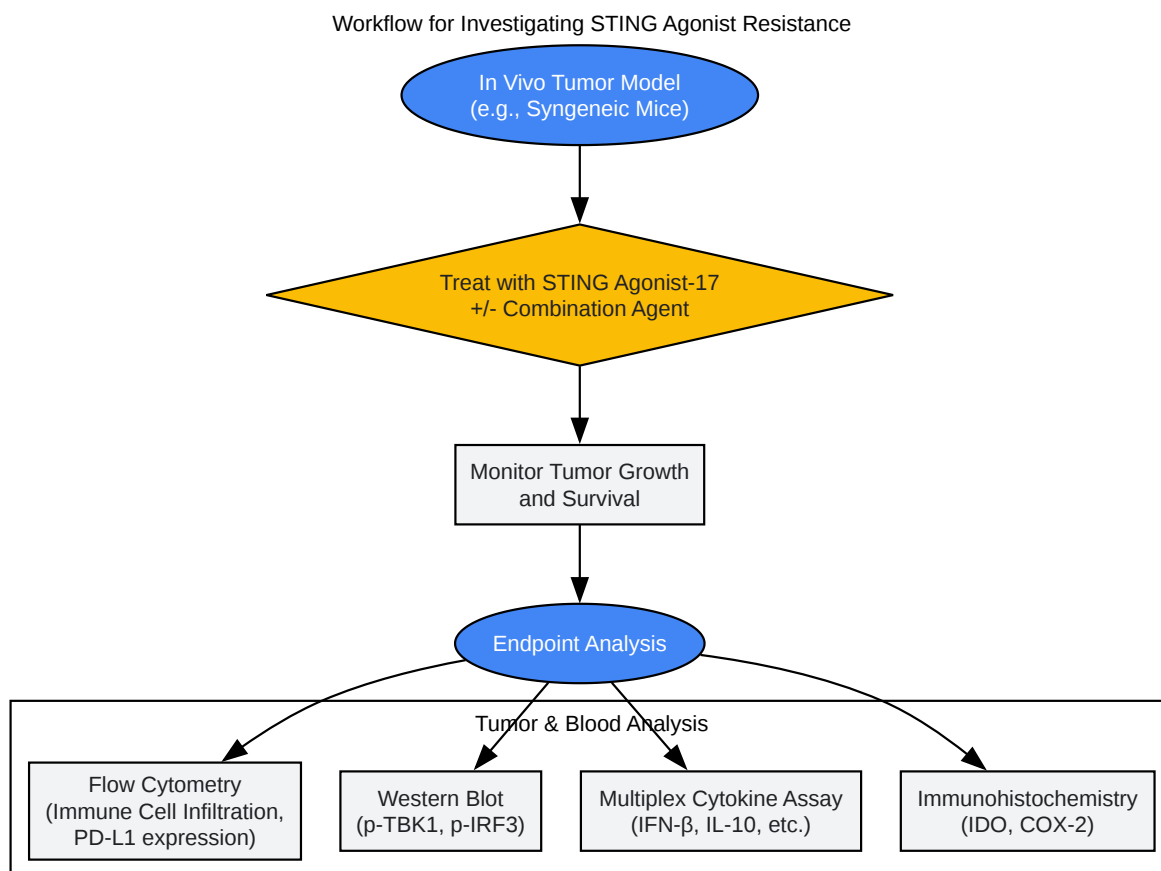 Workflow for Investigating STING Agonist Resistance
In Vivo Tumor Model
(e.g., Syngeneic Mice)
Treat with STING Agonist-17
+/- Combination Agent
Monitor Tumor Growth
and Survival
Endpoint Analysis
Tumor & Blood Analysis
Flow Cytometry
(Immune Cell Infiltration,
PD-L1 expression)
Western Blot
(p-TBK1, p-IRF3)
Multiplex Cytokine Assay
(IFN-β, IL-10, etc.)
Immunohistochemistry
(IDO, COX-2)